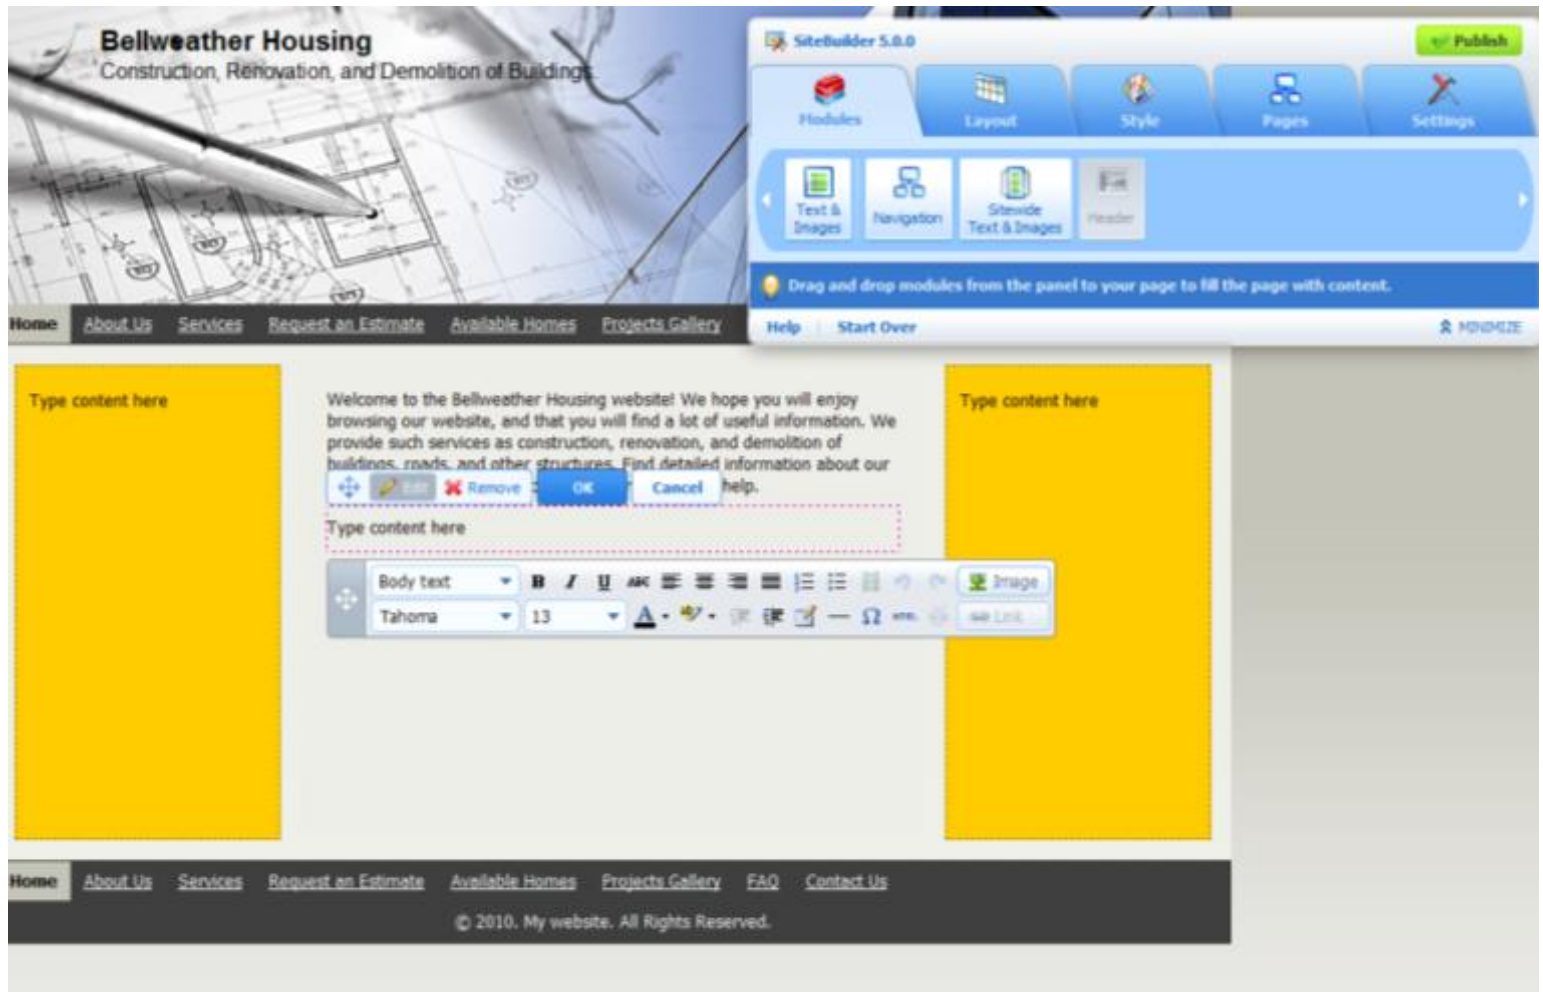 Bellweather Housing
Construction, Renovation, and Demolition of Buildings
SiteBuilder 5.0.0
Publish
Modules
Layout
Style
Pages
Settings
Text &
Images
Navigation
Sitewide
Text & Images
Header
Drag and drop modules from the panel to your page to fill the page with content.
Help
Start Over
MINIMIZE
Home About Us Services Request an Estimate Available Homes Projects Gallery
Type content here
Welcome to the Bellweather Housing website! We hope you will enjoy
browsing our website, and that you will find a lot of useful information. We
provide such services as construction, renovation, and demolition of
buildings, roads, and other structures. Find detailed information about our
Edit Remove OK Cancel help.
Type content here
Type content here
Body text B I U ABC Image
Tahoma 13 A HTML Link
Home About Us Services Request an Estimate Available Homes Projects Gallery FAQ Contact Us
© 2010. My website. All Rights Reserved.